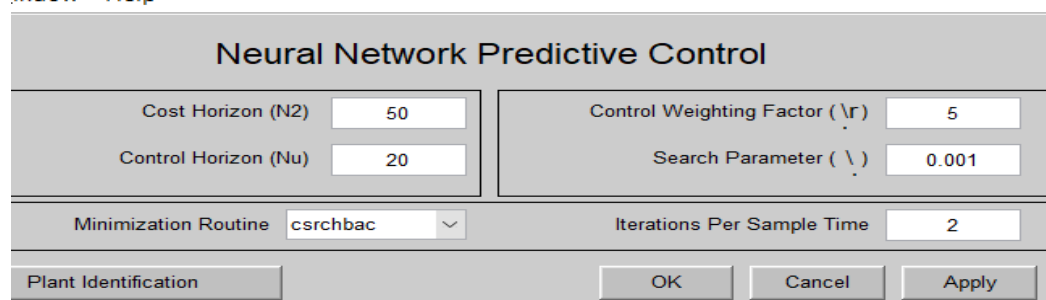 Neural Network Predictive Control
Cost Horizon (N2) 50
Control Weighting Factor ( \r) 5
Control Horizon (Nu) 20
Search Parameter ( \ ) 0.001
Minimization Routine csrchbac
Iterations Per Sample Time 2
Plant Identification
OK Cancel Apply